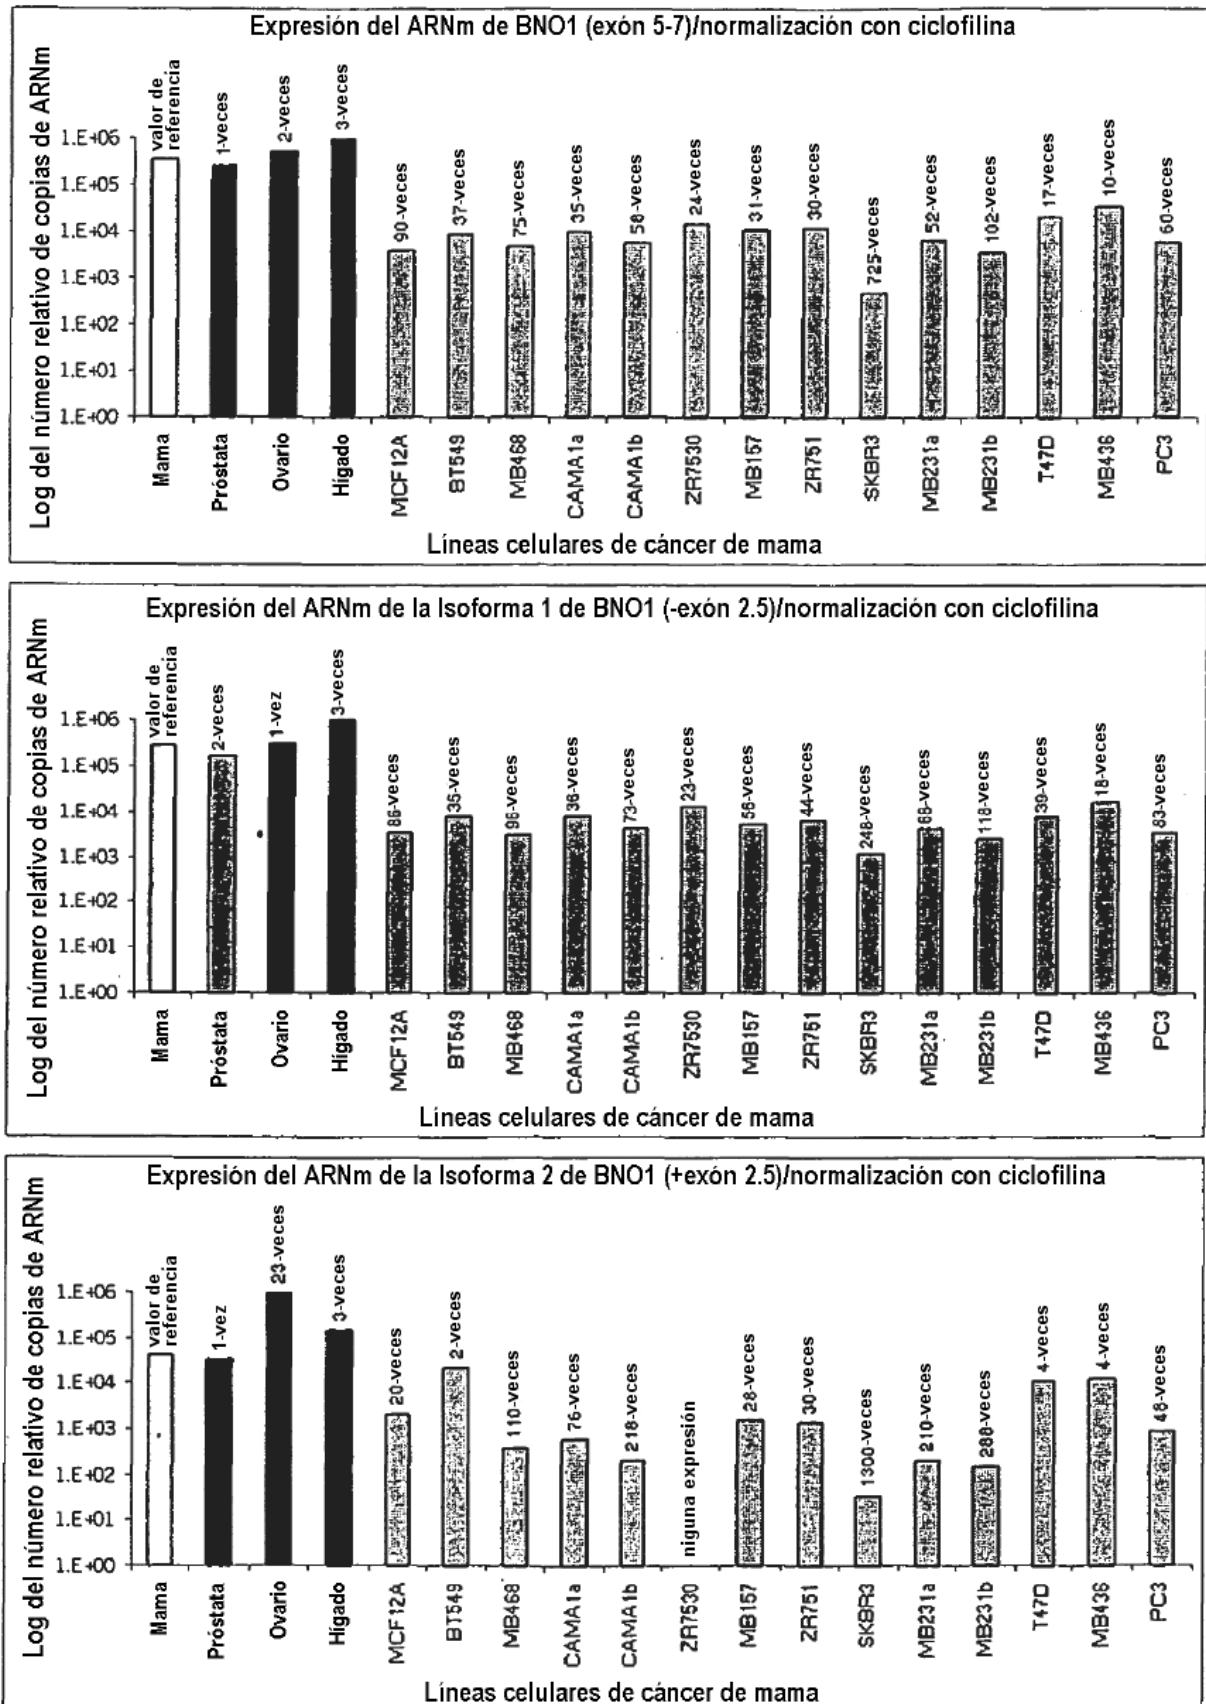 Expresión del ARNm de BNO1 (exón 5-7)/normalización con ciclofilina
Log del número relativo de copias de ARNm
1.E+06
1.E+05
1.E+04
1.E+03
1.E+02
1.E+01
1.E+00
valor de
referencia
1-veces
2-veces
3-veces
90-veces
37-veces
75-veces
35-veces
58-veces
24-veces
31-veces
30-veces
725-veces
52-veces
102-veces
17-veces
10-veces
60-veces
Mama
Próstata
Ovario
Hígado
MCF12A
BT549
MB468
CAMA1a
CAMA1b
ZR7530
MB157
ZR751
SKBR3
MB231a
MB231b
T47D
MB436
PC3
Líneas celulares de cáncer de mama
Expresión del ARNm de la Isoforma 1 de BNO1 (-exón 2.5)/normalización con ciclofilina
Log del número relativo de copias de ARNm
1.E+06
1.E+05
1.E+04
1.E+03
1.E+02
1.E+01
1.E+00
valor de
referencia
2-veces
1-vez
3-veces
86-veces
35-veces
96-veces
36-veces
73-veces
23-veces
56-veces
44-veces
248-veces
68-veces
118-veces
39-veces
18-veces
83-veces
Mama
Próstata
Ovario
Hígado
MCF12A
BT549
MB468
CAMA1a
CAMA1b
ZR7530
MB157
ZR751
SKBR3
MB231a
MB231b
T47D
MB436
PC3
Líneas celulares de cáncer de mama
Expresión del ARNm de la Isoforma 2 de BNO1 (+exón 2.5)/normalización con ciclofilina
Log del número relativo de copias de ARNm
1.E+06
1.E+05
1.E+04
1.E+03
1.E+02
1.E+01
1.E+00
valor de
referencia
1-vez
23-veces
3-veces
20-veces
2-veces
110-veces
76-veces
218-veces
niguna expresión
28-veces
30-veces
1300-veces
210-veces
288-veces
4-veces
4-veces
48-veces
Mama
Próstata
Ovario
Hígado
MCF12A
BT549
MB468
CAMA1a
CAMA1b
ZR7530
MB157
ZR751
SKBR3
MB231a
MB231b
T47D
MB436
PC3
Líneas celulares de cáncer de mama